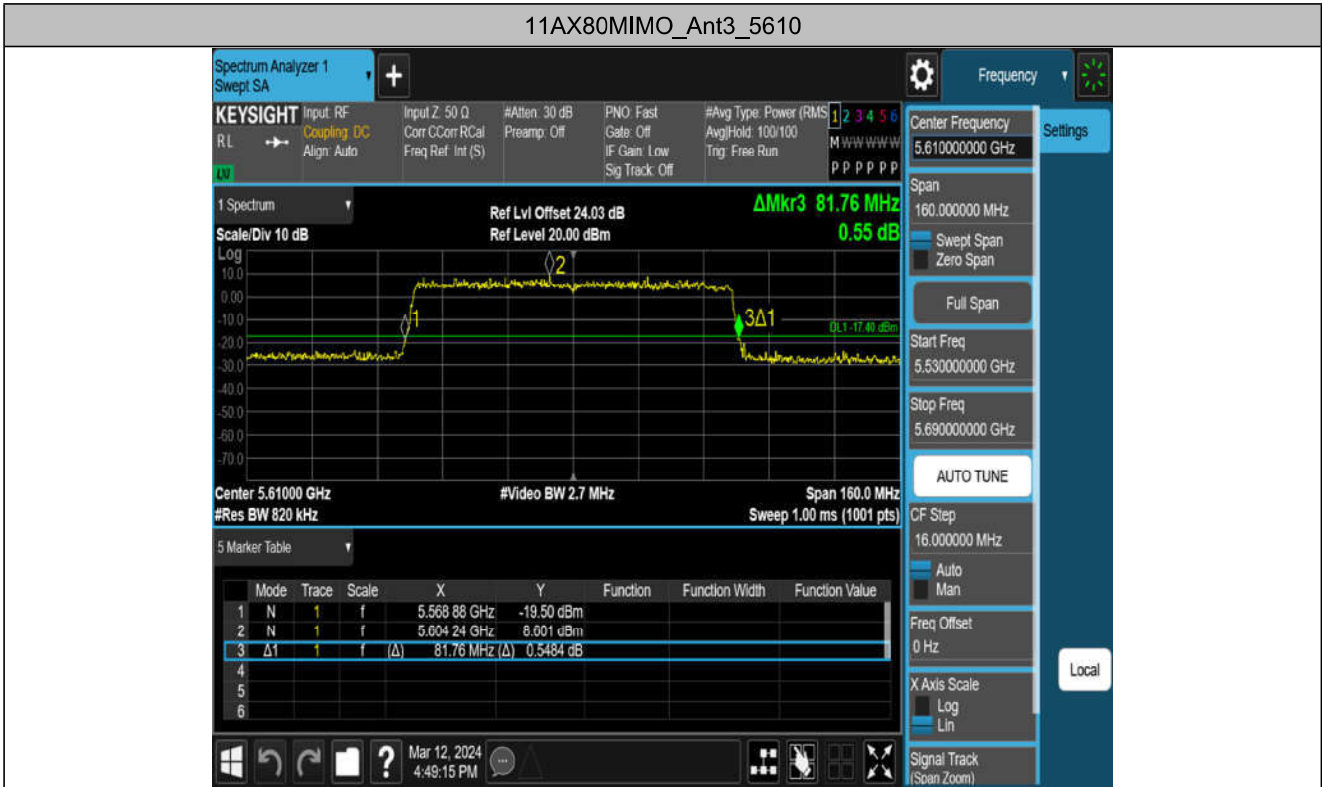 11AX80MIMO_Ant3_5610
Spectrum Analyzer 1
Swept SA
+
Frequency
KEYSIGHT
RL
LXI
Input: RF
Coupling: DC
Align: Auto
Input Z: 50 Ω
Corr CCorr RCal
Freq Ref: Int (S)
#Atten: 30 dB
Preamp: Off
PNO: Fast
Gate: Off
IF Gain: Low
Sig Track: Off
#Avg Type: Power (RMS
Avg|Hold: 100/100
Trig: Free Run
1 2 3 4 5 6
M W W W W W
P P P P P P
1 Spectrum
Scale/Div 10 dB
Ref Lvl Offset 24.03 dB
Ref Level 20.00 dBm
ΔMkr3 81.76 MHz
0.55 dB
Log
10.0
0.00
-10.0
-20.0
-30.0
-40.0
-50.0
-60.0
-70.0
2
1
3Δ1
DL1 -17.40 dBm
Center 5.61000 GHz
#Res BW 820 kHz
#Video BW 2.7 MHz
Span 160.0 MHz
Sweep 1.00 ms (1001 pts)
5 Marker Table
Mode Trace Scale X Y Function Function Width Function Value
1 N 1 f 5.568 88 GHz -19.50 dBm
2 N 1 f 5.604 24 GHz 8.601 dBm
3 Δ1 1 f (Δ) 81.76 MHz (Δ) 0.5484 dB
4
5
6
Mar 12, 2024
4:49:15 PM
?
Center Frequency
5.610000000 GHz
Settings
Span
160.000000 MHz
Swept Span
Zero Span
Full Span
Start Freq
5.530000000 GHz
Stop Freq
5.690000000 GHz
AUTO TUNE
CF Step
16.000000 MHz
Auto
Man
Freq Offset
0 Hz
X Axis Scale
Log
Lin
Signal Track
(Span Zoom)
Local